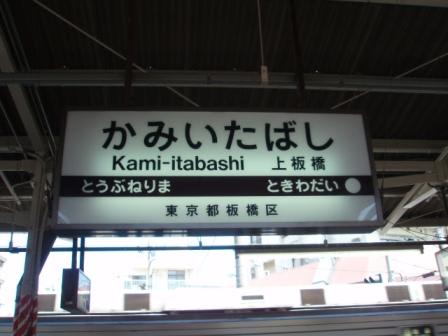 かみいたばし
Kami-itabashi 上板橋
とうぶねりま ときわだい
東京都板橋区